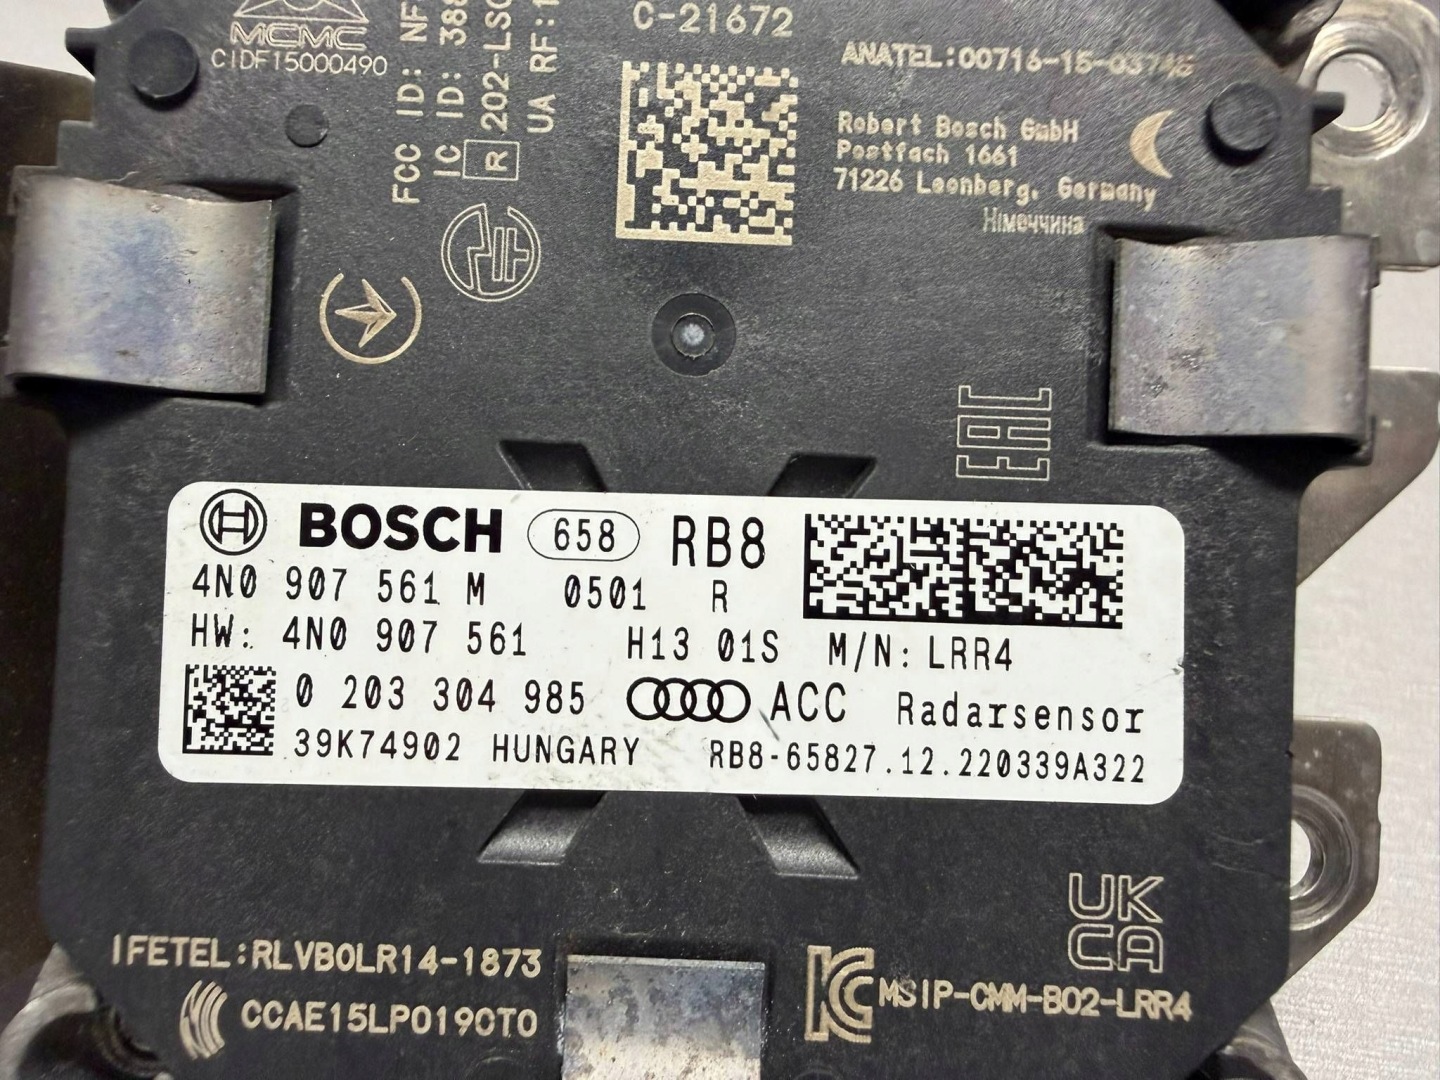 MCMC
CIDF15000490
FCC ID: NF
IC ID: 388
R 202-LSC
UA RF:1
C-21672
ANATEL:00716-15-03745
Robert Bosch GmbH
Postfach 1661
71226 Leonberg, Germany
Німеччина
EAC
BOSCH 658 RB8
4N0 907 561 M 0501 R
HW: 4N0 907 561 H13 01S M/N: LRR4
0 203 304 985 ACC Radarsensor
39K74902 HUNGARY RB8-65827.12.220339A322
UK
CA
IFETEL:RLVBOLR14-1873
CCAE15LP0190T0
MSIP-CMM-B02-LRR4